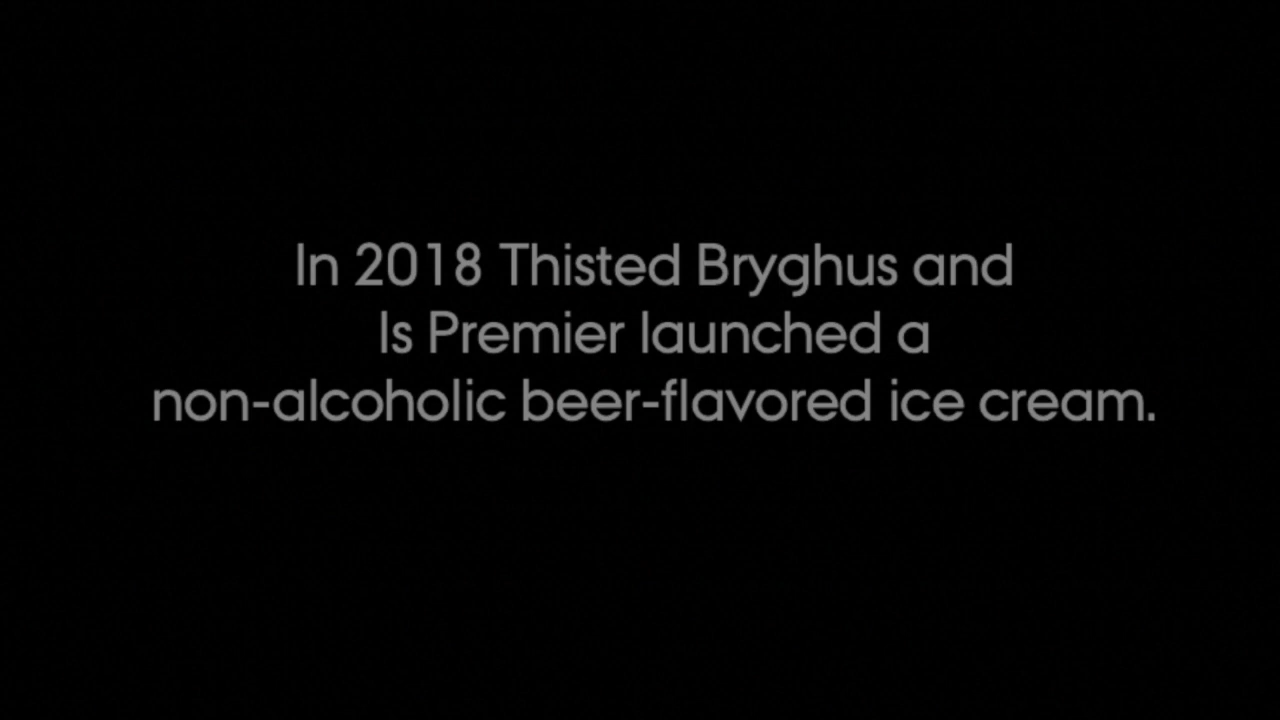 In 2018 Thisted Bryghus and
Is Premier launched a
non-alcoholic beer-flavored ice cream.